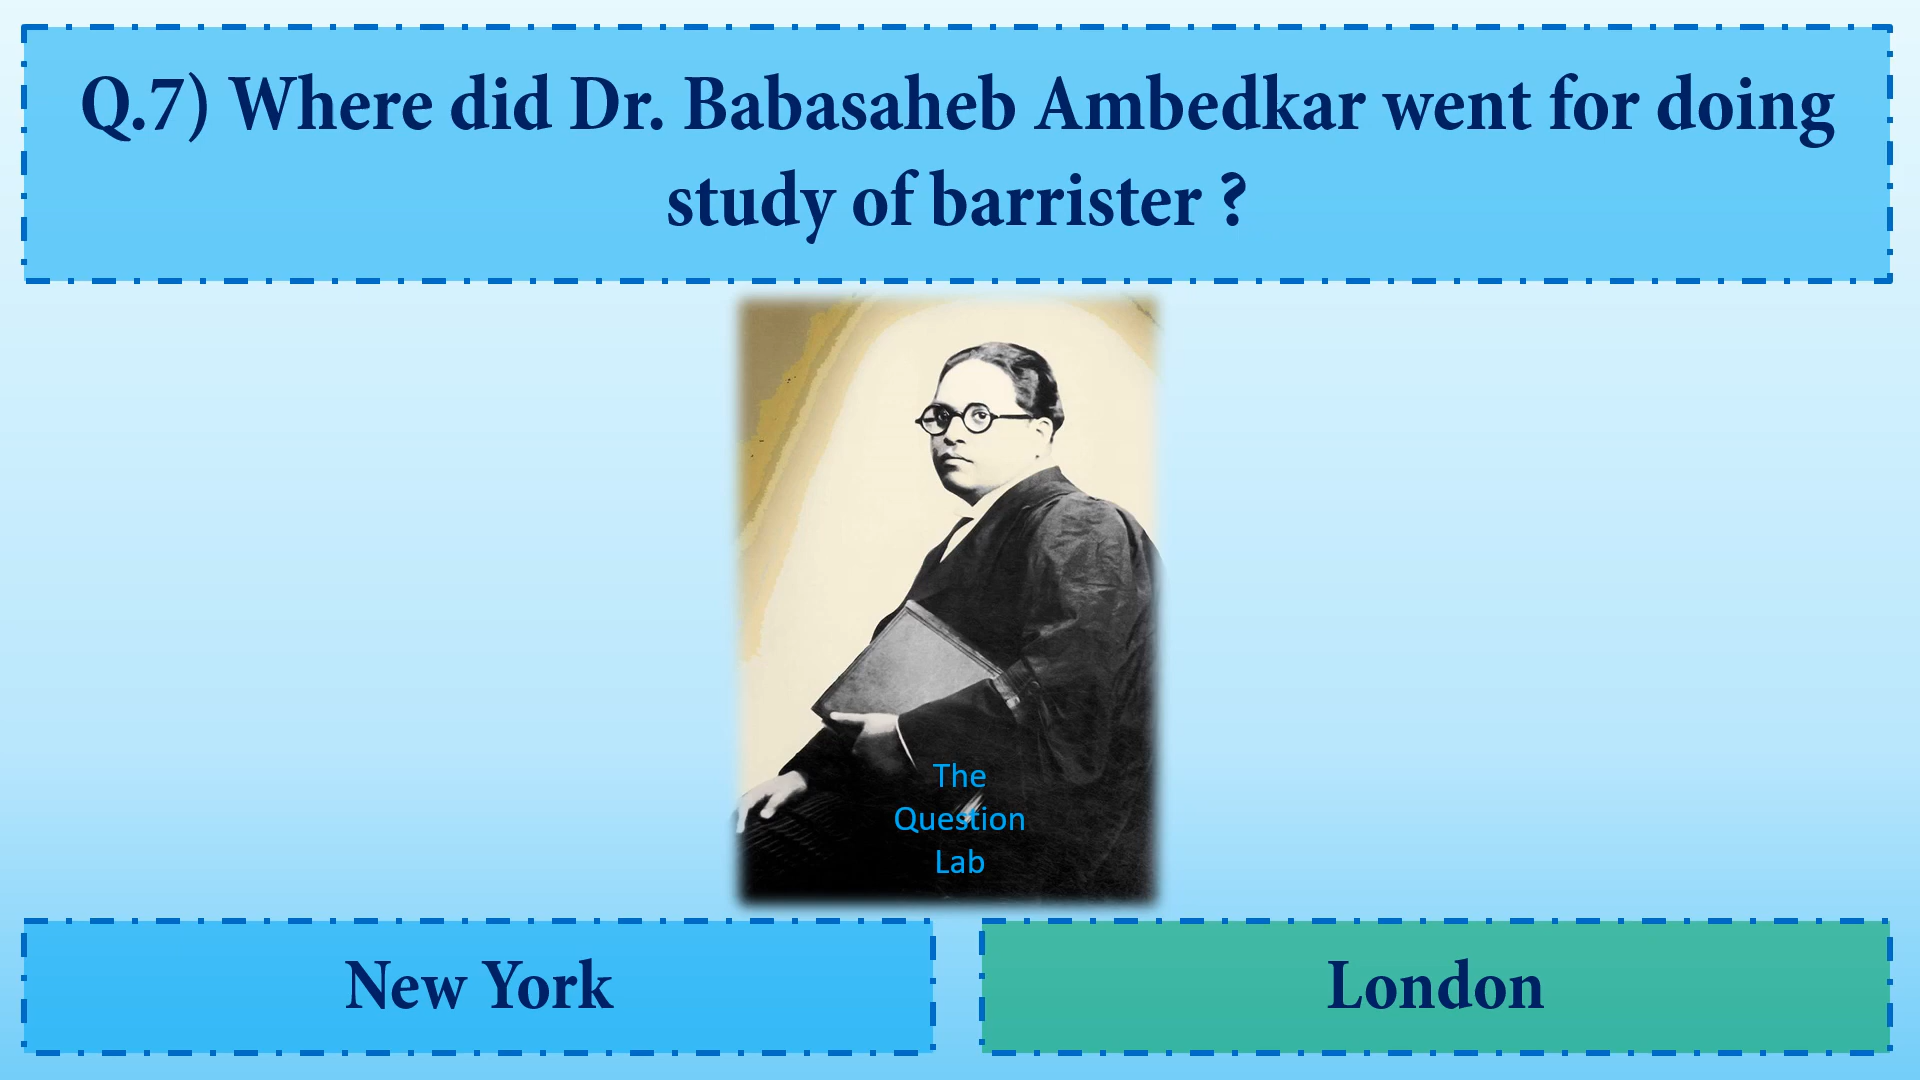 Q.7) Where did Dr. Babasaheb Ambedkar went for doing
study of barrister ?
The
Question
Lab
New York
London